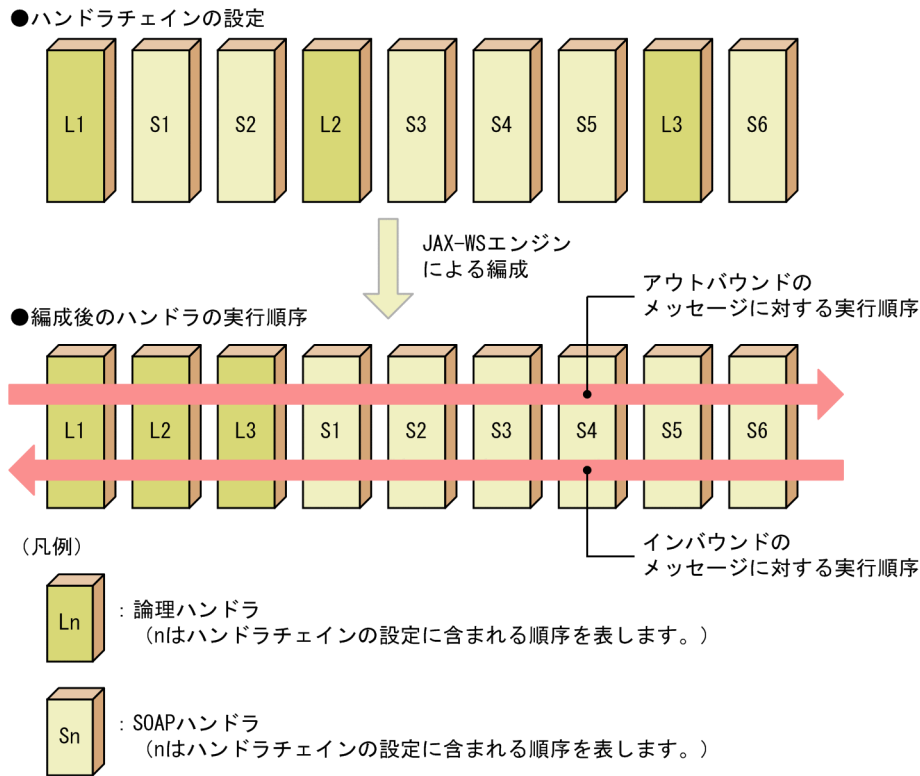 ●ハンドラチェインの設定
L1 S1 S2 L2 S3 S4 S5 L3 S6
JAX-WSエンジン
による編成
アウトバウンドの
メッセージに対する実行順序
●編成後のハンドラの実行順序
L1 L2 L3 S1 S2 S3 S4 S5 S6
インバウンドの
メッセージに対する実行順序
（凡例）
Ln
：論理ハンドラ
（nはハンドラチェインの設定に含まれる順序を表します。）
Sn
：SOAPハンドラ
（nはハンドラチェインの設定に含まれる順序を表します。）